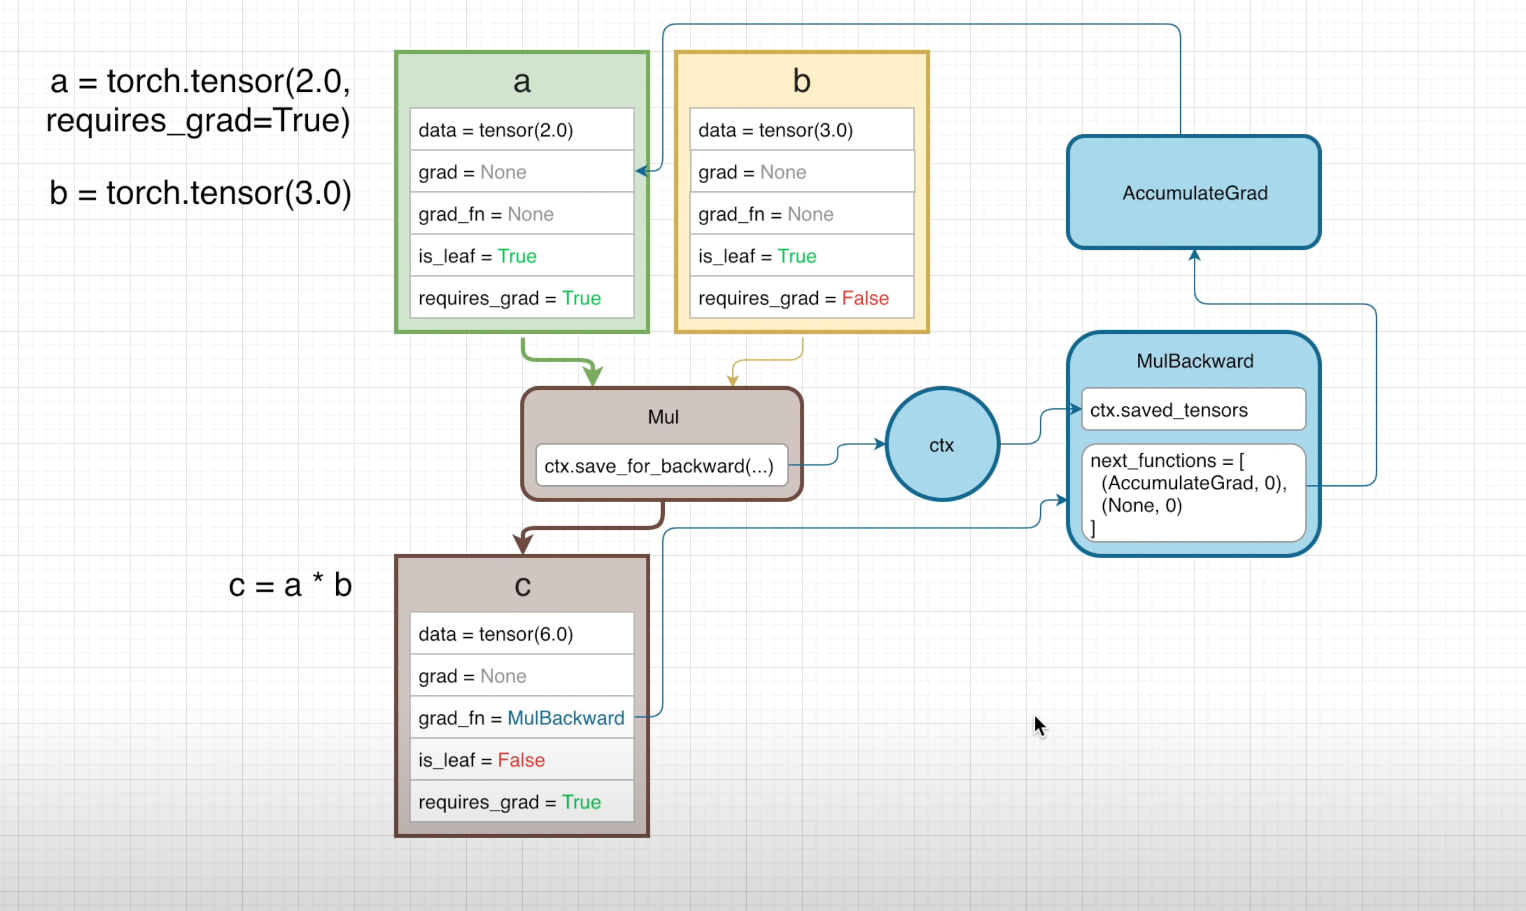 a = torch.tensor(2.0,
requires_grad=True)
b = torch.tensor(3.0)
a
data = tensor(2.0)
grad = None
grad_fn = None
is_leaf = True
requires_grad = True
b
data = tensor(3.0)
grad = None
grad_fn = None
is_leaf = True
requires_grad = False
AccumulateGrad
Mul
ctx.save_for_backward(...)
ctx
MulBackward
ctx.saved_tensors
next_functions = [
(AccumulateGrad, 0),
(None, 0)
]
c = a * b
c
data = tensor(6.0)
grad = None
grad_fn = MulBackward
is_leaf = False
requires_grad = True